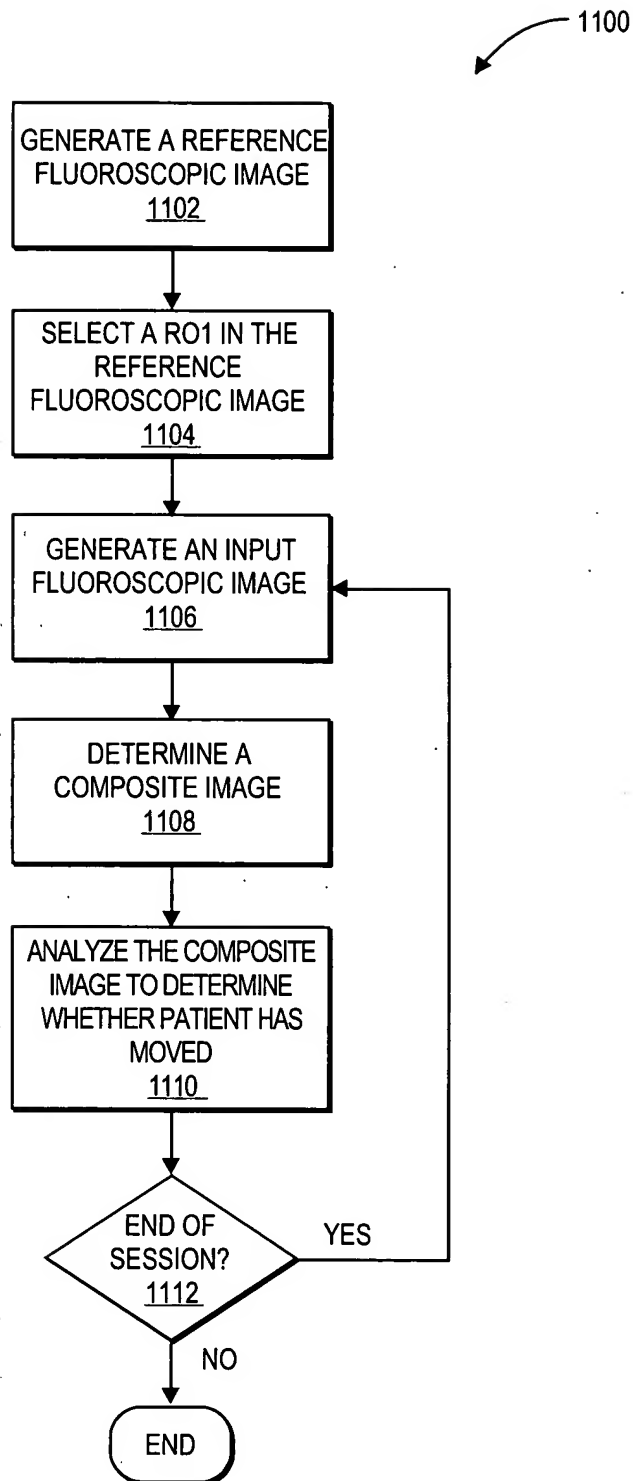 1100
GENERATE A REFERENCE
FLUOROSCOPIC IMAGE
1102
SELECT A RO1 IN THE
REFERENCE
FLUOROSCOPIC IMAGE
1104
GENERATE AN INPUT
FLUOROSCOPIC IMAGE
1106
DETERMINE A
COMPOSITE IMAGE
1108
ANALYZE THE COMPOSITE
IMAGE TO DETERMINE
WHETHER PATIENT HAS
MOVED
1110
END OF
SESSION?
1112
YES
NO
END